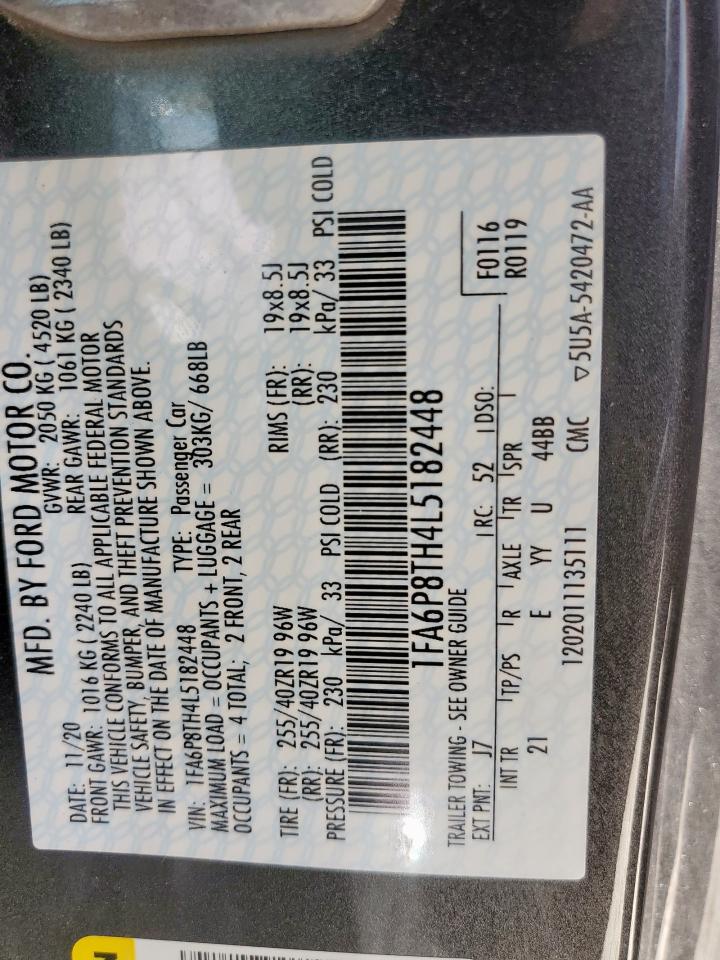 MFD. BY FORD MOTOR CO.
DATE: 11/20 GVWR: 2050 KG ( 4520 LB)
FRONT GAWR: 1016 KG ( 2240 LB) REAR GAWR: 1061 KG ( 2340 LB)
THIS VEHICLE CONFORMS TO ALL APPLICABLE FEDERAL MOTOR
VEHICLE SAFETY, BUMPER, AND THEFT PREVENTION STANDARDS
IN EFFECT ON THE DATE OF MANUFACTURE SHOWN ABOVE.
VIN: 1FA6P8TH4L5182448 TYPE: Passenger Car
MAXIMUM LOAD = OCCUPANTS + LUGGAGE = 303KG/ 668LB
OCCUPANTS = 4 TOTAL; 2 FRONT, 2 REAR
TIRE (FR): 255/40ZR19 96W RIMS (FR): 19x8.5J
(RR): 255/40ZR19 96W (RR): 19x8.5J
PRESSURE (FR): 230 kPa/ 33 PSI COLD (RR): 230 kPa/ 33 PSI COLD
1FA6P8TH4L5182448
TRAILER TOWING - SEE OWNER GUIDE
F0116
EXT PNT: J7 RC: 52 DSO: R0119
INT TR TP/PS R AXLE TR SPR
21 E YY U 44BB
1202011135111 CMC ▽5U5A-5420472-AA
N